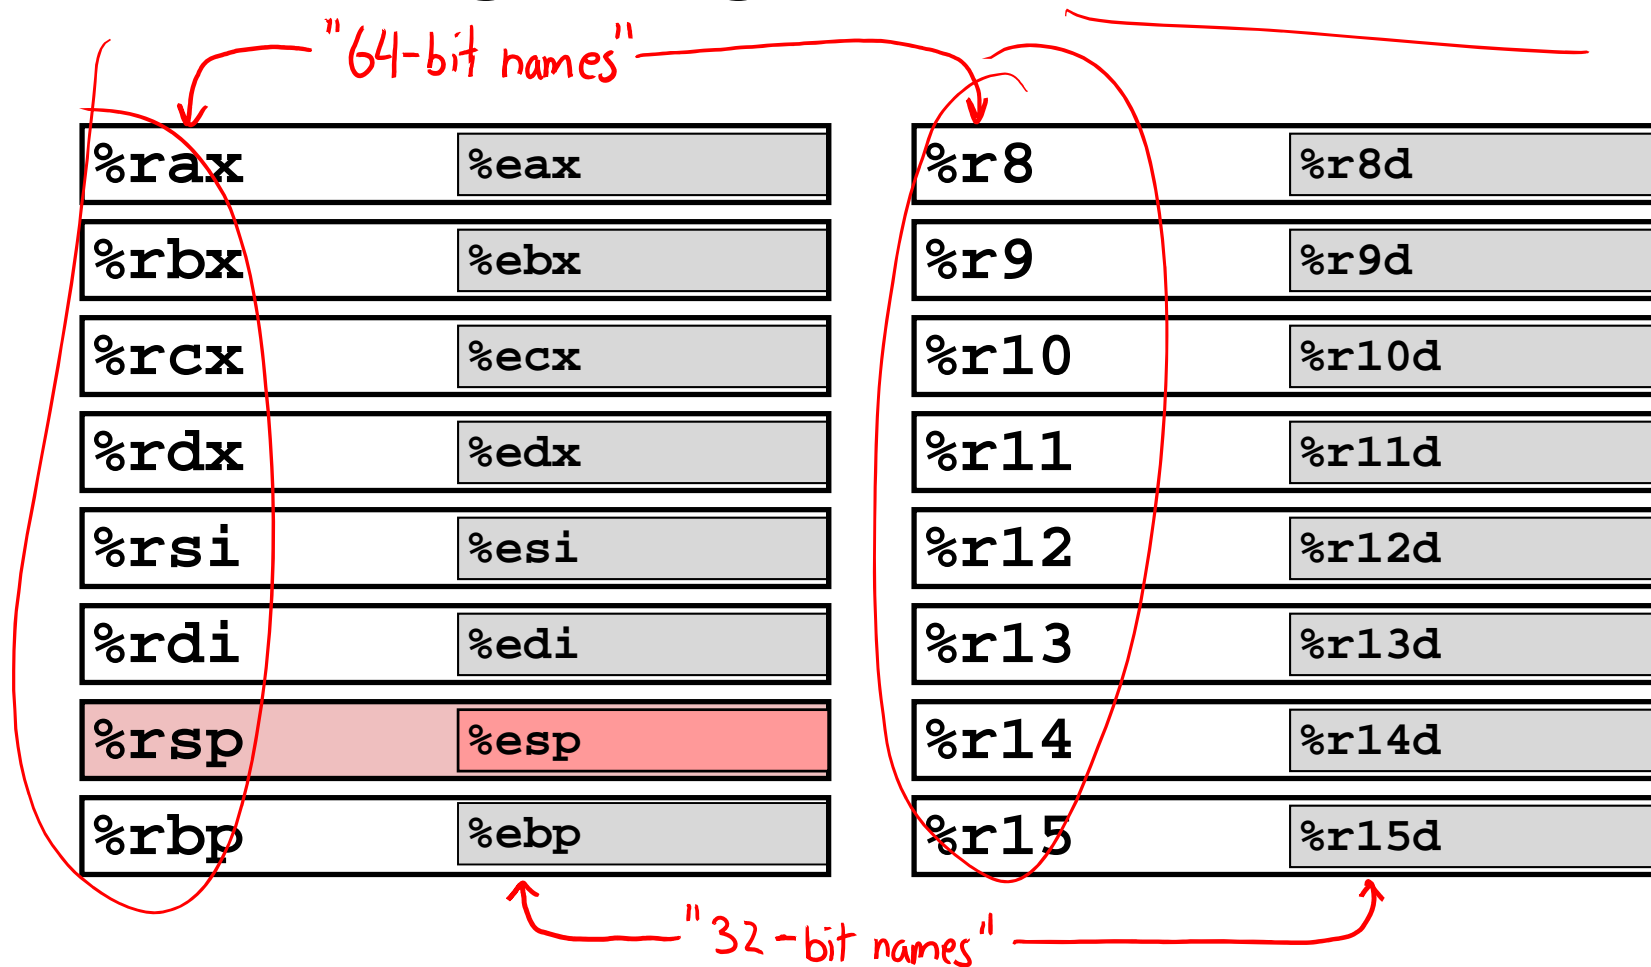 "64-bit names"
%rax %eax %r8 %r8d
%rbx %ebx %r9 %r9d
%rcx %ecx %r10 %r10d
%rdx %edx %r11 %r11d
%rsi %esi %r12 %r12d
%rdi %edi %r13 %r13d
%rsp %esp %r14 %r14d
%rbp %ebp %r15 %r15d
"32-bit names"